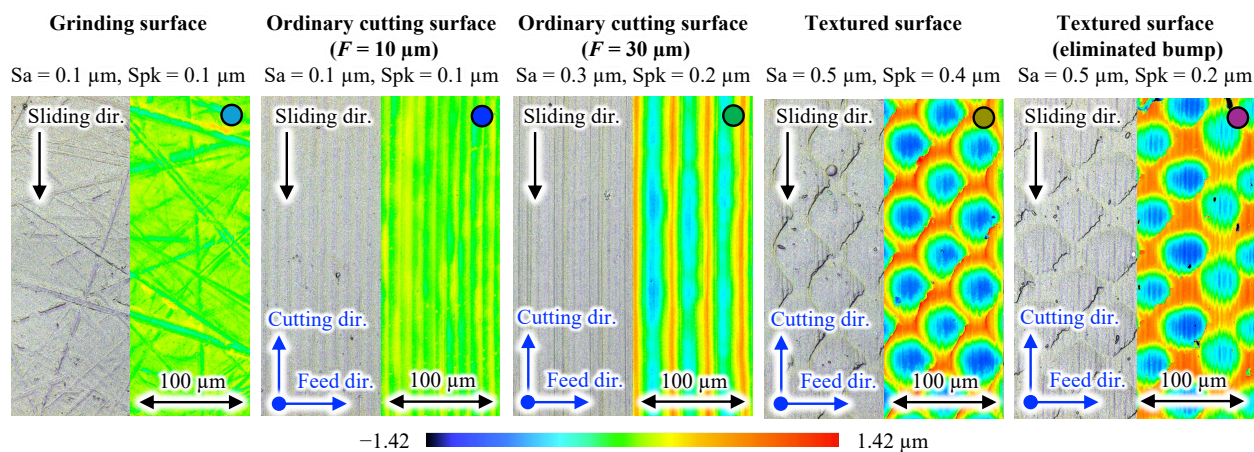 Grinding surface
Sa = 0.1 µm, Spk = 0.1 µm
Sliding dir.
100 µm
Ordinary cutting surface
(F = 10 µm)
Sa = 0.1 µm, Spk = 0.1 µm
Sliding dir.
Cutting dir.
Feed dir.
100 µm
Ordinary cutting surface
(F = 30 µm)
Sa = 0.3 µm, Spk = 0.2 µm
Sliding dir.
Cutting dir.
Feed dir.
100 µm
Textured surface
Sa = 0.5 µm, Spk = 0.4 µm
Sliding dir.
Cutting dir.
Feed dir.
100 µm
Textured surface
(eliminated bump)
Sa = 0.5 µm, Spk = 0.2 µm
Sliding dir.
Cutting dir.
Feed dir.
100 µm
−1.42 1.42 µm